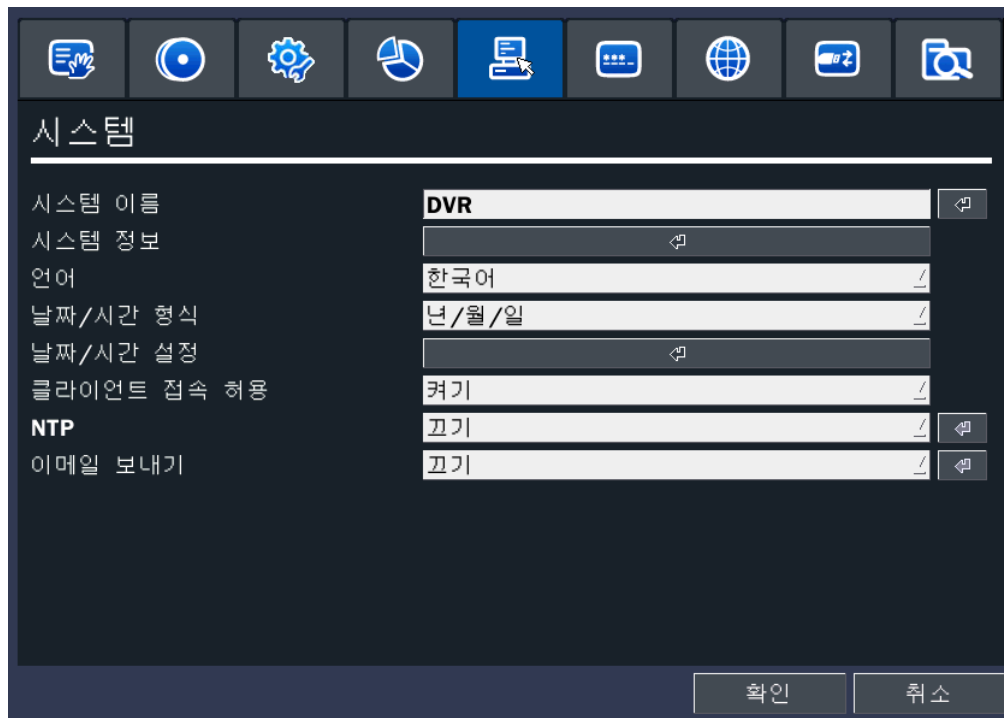 시스템
시스템 이름 DVR
시스템 정보
언어 한국어
날짜/시간 형식 년/월/일
날짜/시간 설정
클라이언트 접속 허용 켜기
NTP 끄기
이메일 보내기 끄기
확인 취소